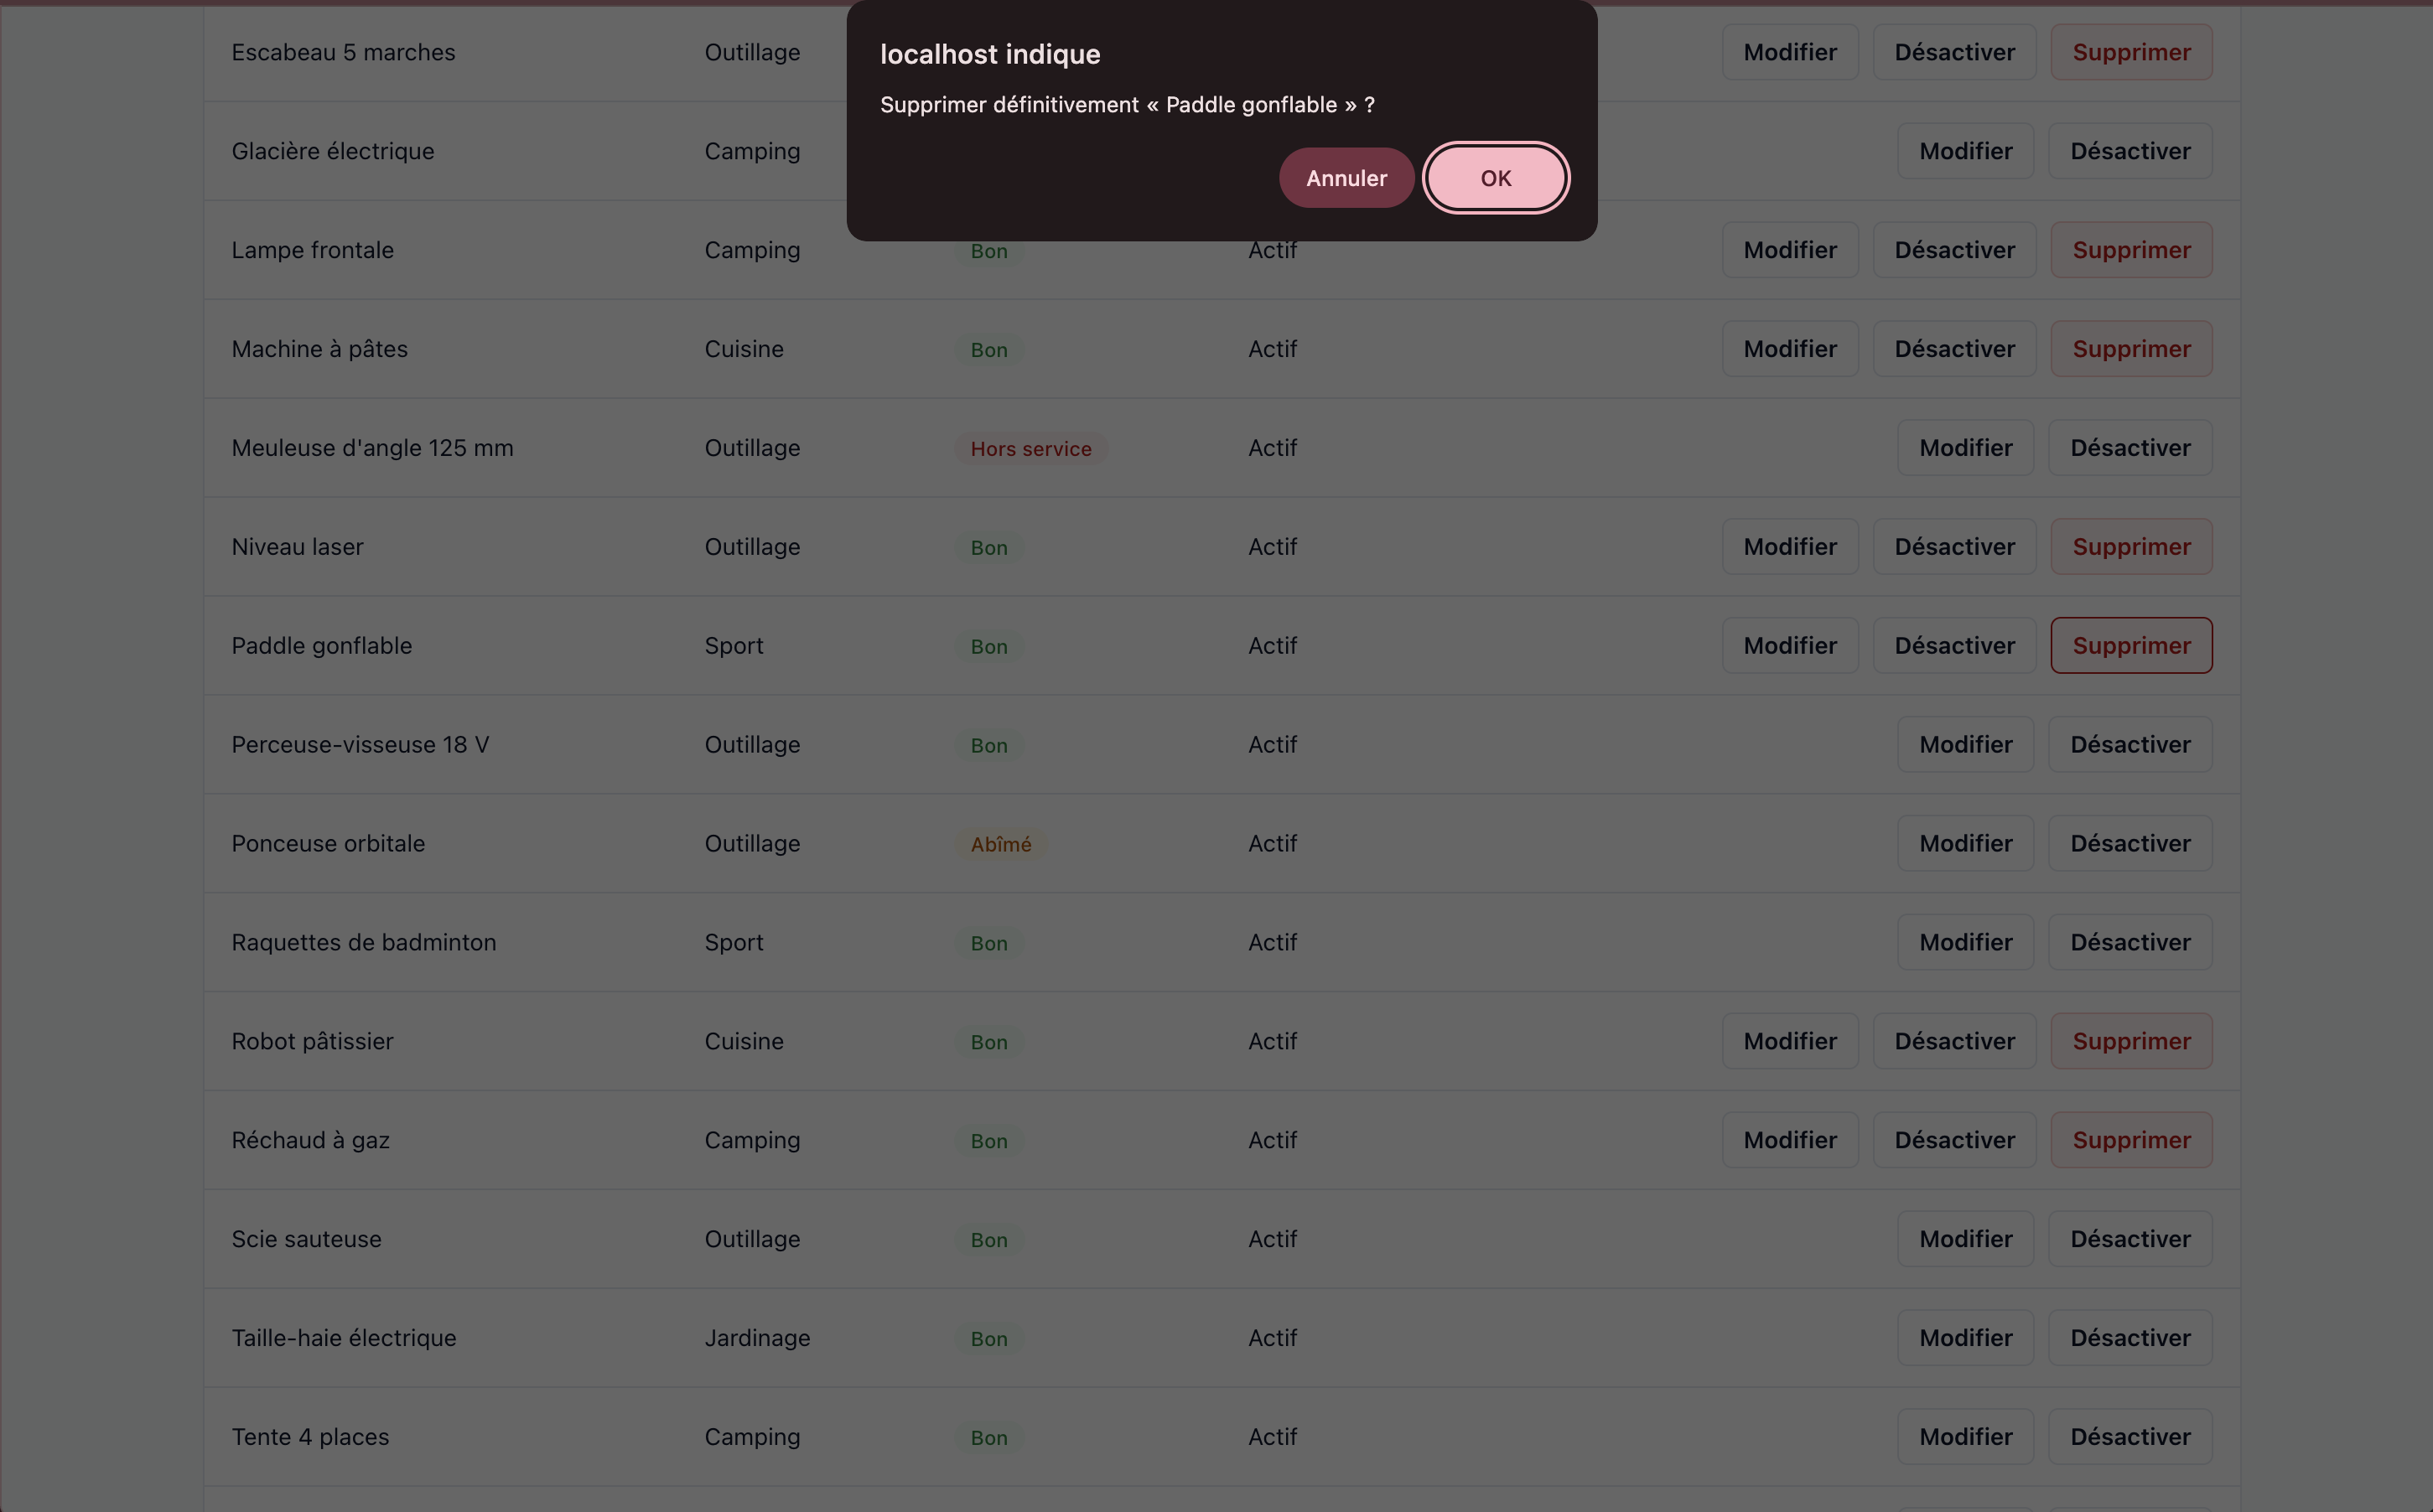 localhost indique
Supprimer définitivement « Paddle gonflable » ?
Annuler OK
Escabeau 5 marches Outillage Modifier Désactiver Supprimer
Glacière électrique Camping Modifier Désactiver
Lampe frontale Camping Bon Actif Modifier Désactiver Supprimer
Machine à pâtes Cuisine Bon Actif Modifier Désactiver Supprimer
Meuleuse d'angle 125 mm Outillage Hors service Actif Modifier Désactiver
Niveau laser Outillage Bon Actif Modifier Désactiver Supprimer
Paddle gonflable Sport Bon Actif Modifier Désactiver Supprimer
Perceuse-visseuse 18 V Outillage Bon Actif Modifier Désactiver
Ponceuse orbitale Outillage Abîmé Actif Modifier Désactiver
Raquettes de badminton Sport Bon Actif Modifier Désactiver
Robot pâtissier Cuisine Bon Actif Modifier Désactiver Supprimer
Réchaud à gaz Camping Bon Actif Modifier Désactiver Supprimer
Scie sauteuse Outillage Bon Actif Modifier Désactiver
Taille-haie électrique Jardinage Bon Actif Modifier Désactiver
Tente 4 places Camping Bon Actif Modifier Désactiver